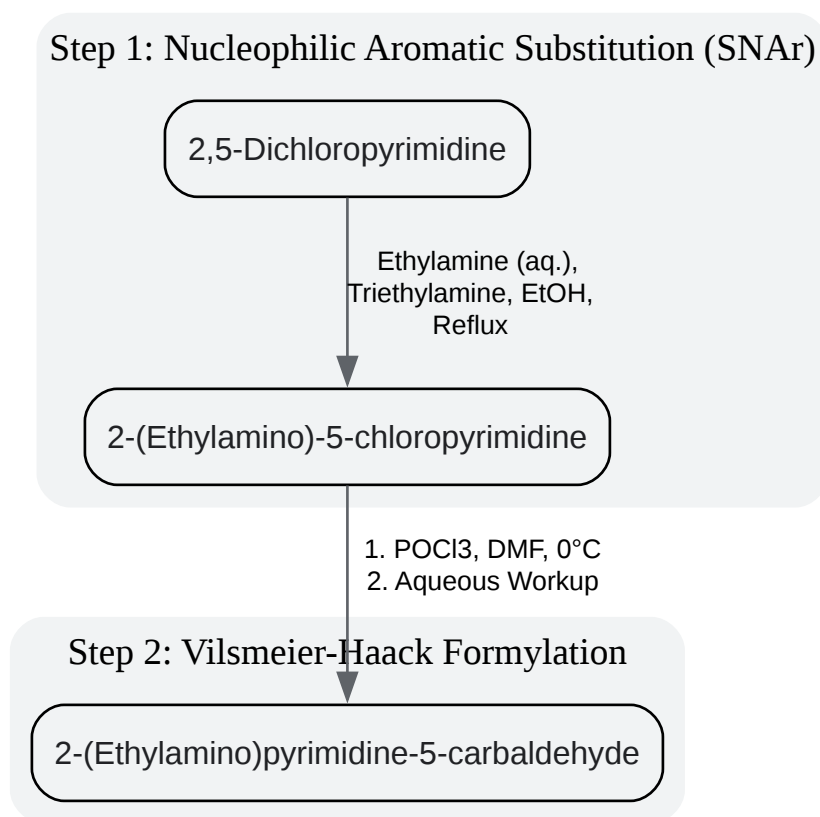 Step 1: Nucleophilic Aromatic Substitution (SNAr)
2,5-Dichloropyrimidine
Ethylamine (aq.),
Triethylamine, EtOH,
Reflux
2-(Ethylamino)-5-chloropyrimidine
1. POCl3, DMF, 0°C
2. Aqueous Workup
Step 2: Vilsmeier-Haack Formylation
2-(Ethylamino)pyrimidine-5-carbaldehyde